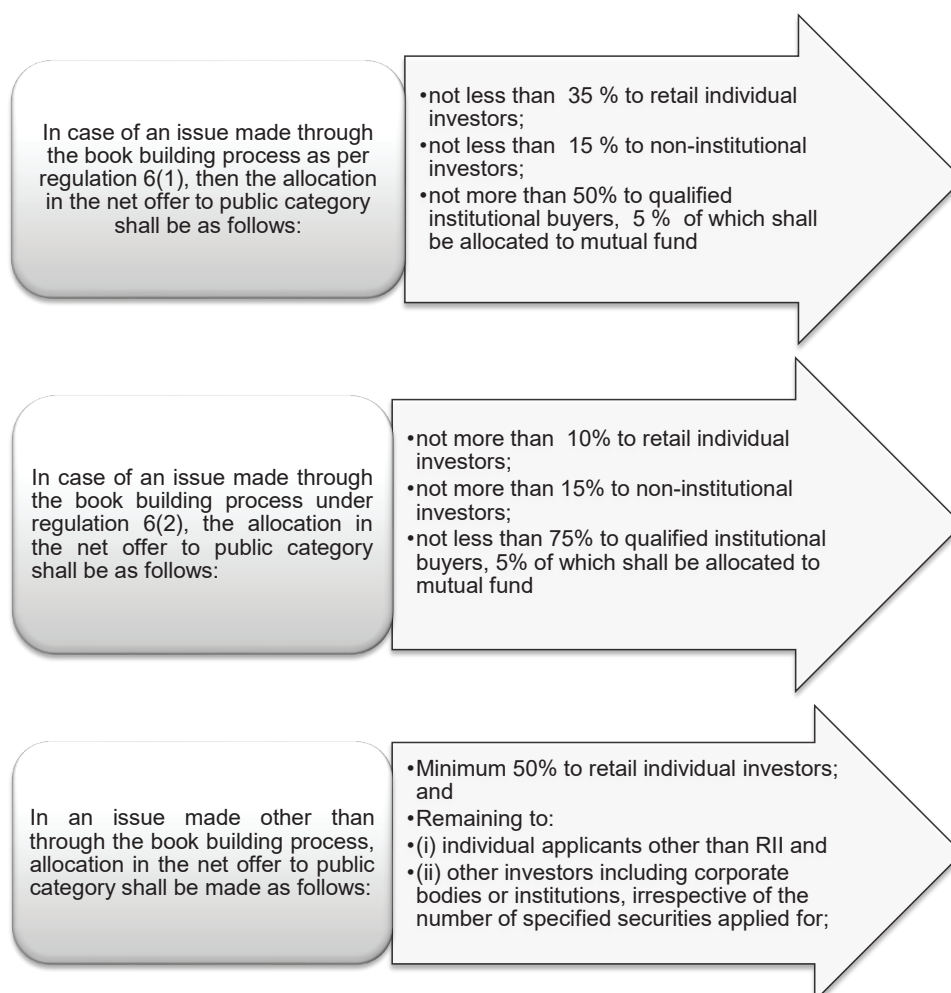 In case of an issue made through
the book building process as per
regulation 6(1), then the allocation
in the net offer to public category
shall be as follows:
•not less than 35 % to retail individual
investors;
•not less than 15 % to non-institutional
investors;
•not more than 50% to qualified
institutional buyers, 5 % of which shall
be allocated to mutual fund
In case of an issue made through
the book building process under
regulation 6(2), the allocation in
the net offer to public category
shall be as follows:
•not more than 10% to retail individual
investors;
•not more than 15% to non-institutional
investors;
•not less than 75% to qualified institutional
buyers, 5% of which shall be allocated to
mutual fund
In an issue made other than
through the book building process,
allocation in the net offer to public
category shall be made as follows:
•Minimum 50% to retail individual investors;
and
•Remaining to:
•(i) individual applicants other than RII and
•(ii) other investors including corporate
bodies or institutions, irrespective of the
number of specified securities applied for;